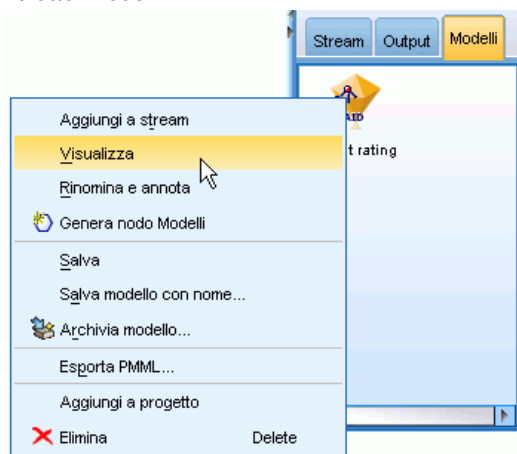 Stream Output Modelli
AID
t rating
Aggiungi a stream
Visualizza
Rinomina e annota
Genera nodo Modelli
Salva
Salva modello con nome...
Archivia modello...
Esporta PMML...
Aggiungi a progetto
Elimina Delete